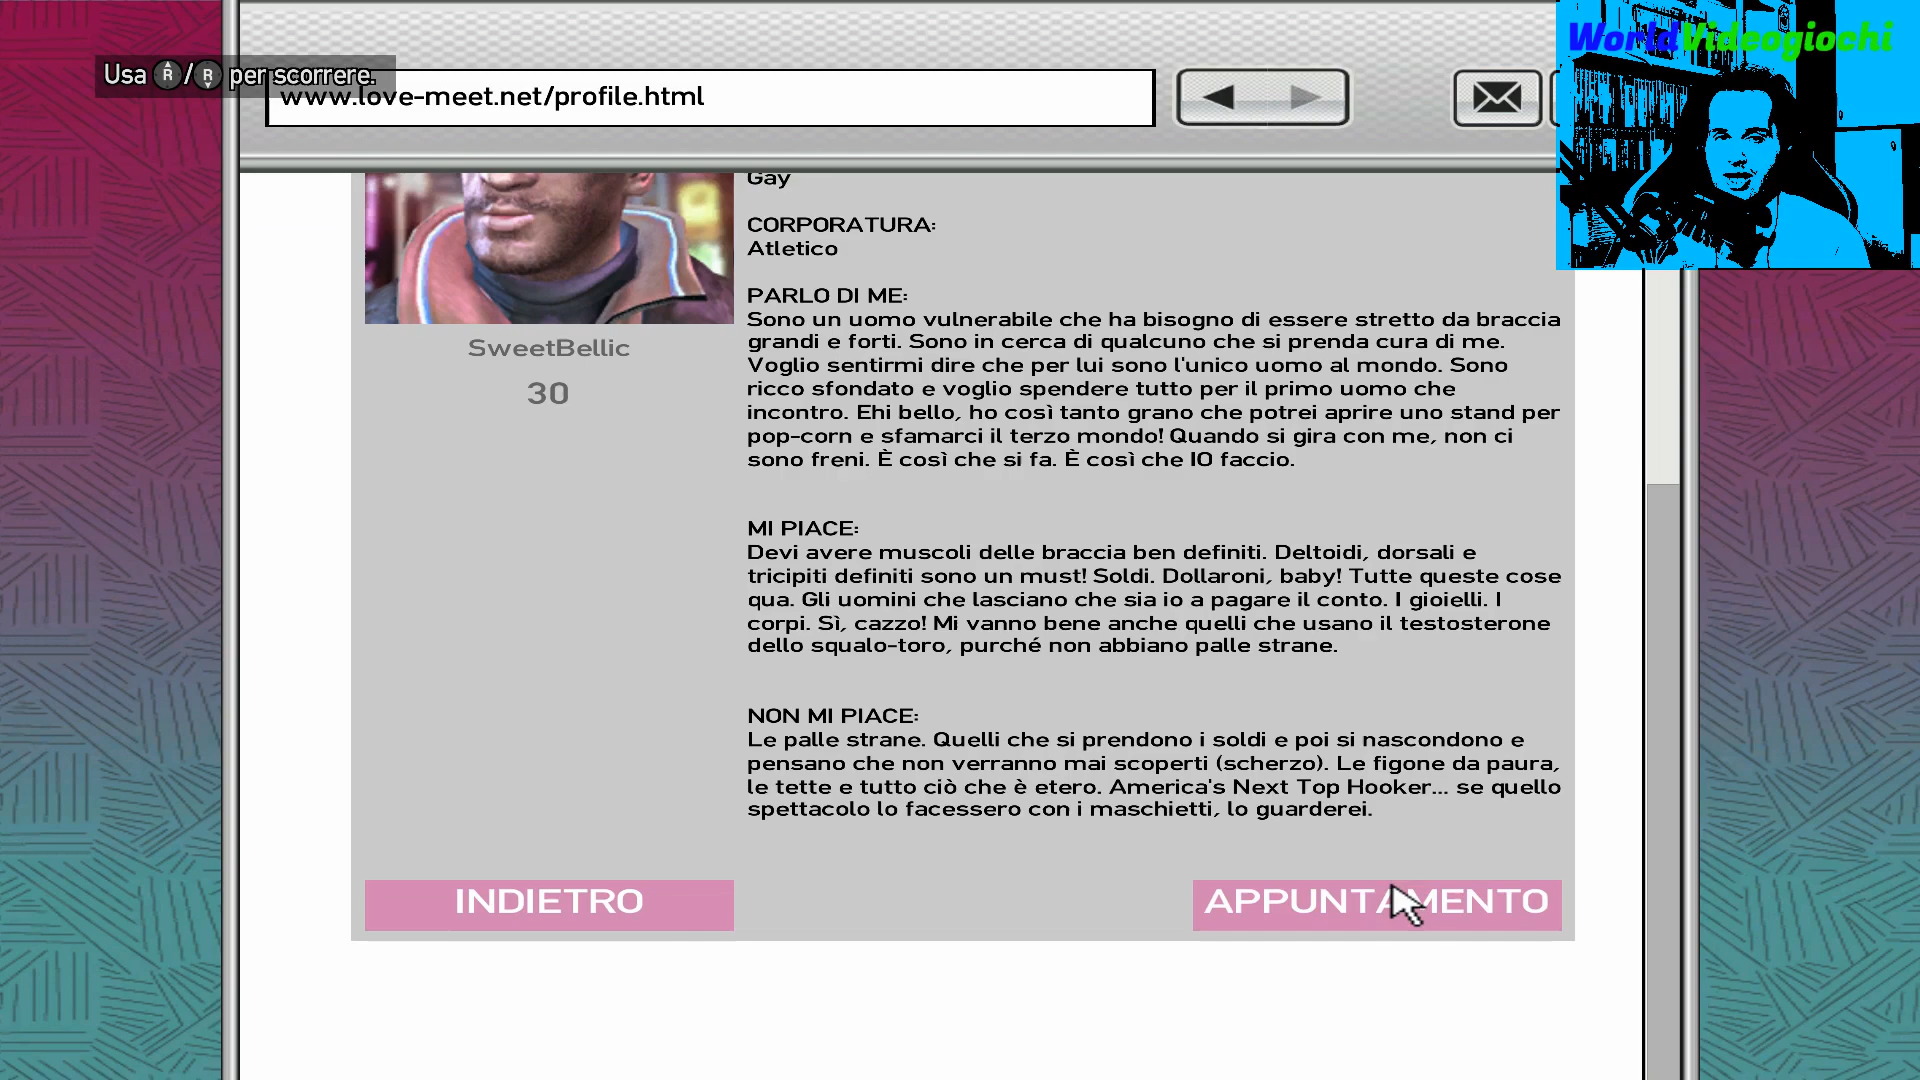 WorldVideogiochi
Usa R/R per scorrere.
www.love-meet.net/profile.html
Gay
CORPORATURA:
Atletico
PARLO DI ME:
Sono un uomo vulnerabile che ha bisogno di essere stretto da braccia
grandi e forti. Sono in cerca di qualcuno che si prenda cura di me.
Voglio sentirmi dire che per lui sono l'unico uomo al mondo. Sono
ricco sfondato e voglio spendere tutto per il primo uomo che
incontro. Ehi bello, ho così tanto grano che potrei aprire uno stand per
pop-corn e sfamarci il terzo mondo! Quando si gira con me, non ci
sono freni. È così che si fa. È così che IO faccio.
SweetBellic
30
MI PIACE:
Devi avere muscoli delle braccia ben definiti. Deltoidi, dorsali e
tricipiti definiti sono un must! Soldi. Dollaroni, baby! Tutte queste cose
qua. Gli uomini che lasciano che sia io a pagare il conto. I gioielli. I
corpi. Sì, cazzo! Mi vanno bene anche quelli che usano il testosterone
dello squalo-toro, purché non abbiano palle strane.
NON MI PIACE:
Le palle strane. Quelli che si prendono i soldi e poi si nascondono e
pensano che non verranno mai scoperti (scherzo). Le figone da paura,
le tette e tutto ciò che è etero. America's Next Top Hooker... se quello
spettacolo lo facessero con i maschietti, lo guarderei.
INDIETRO
APPUNTAMENTO